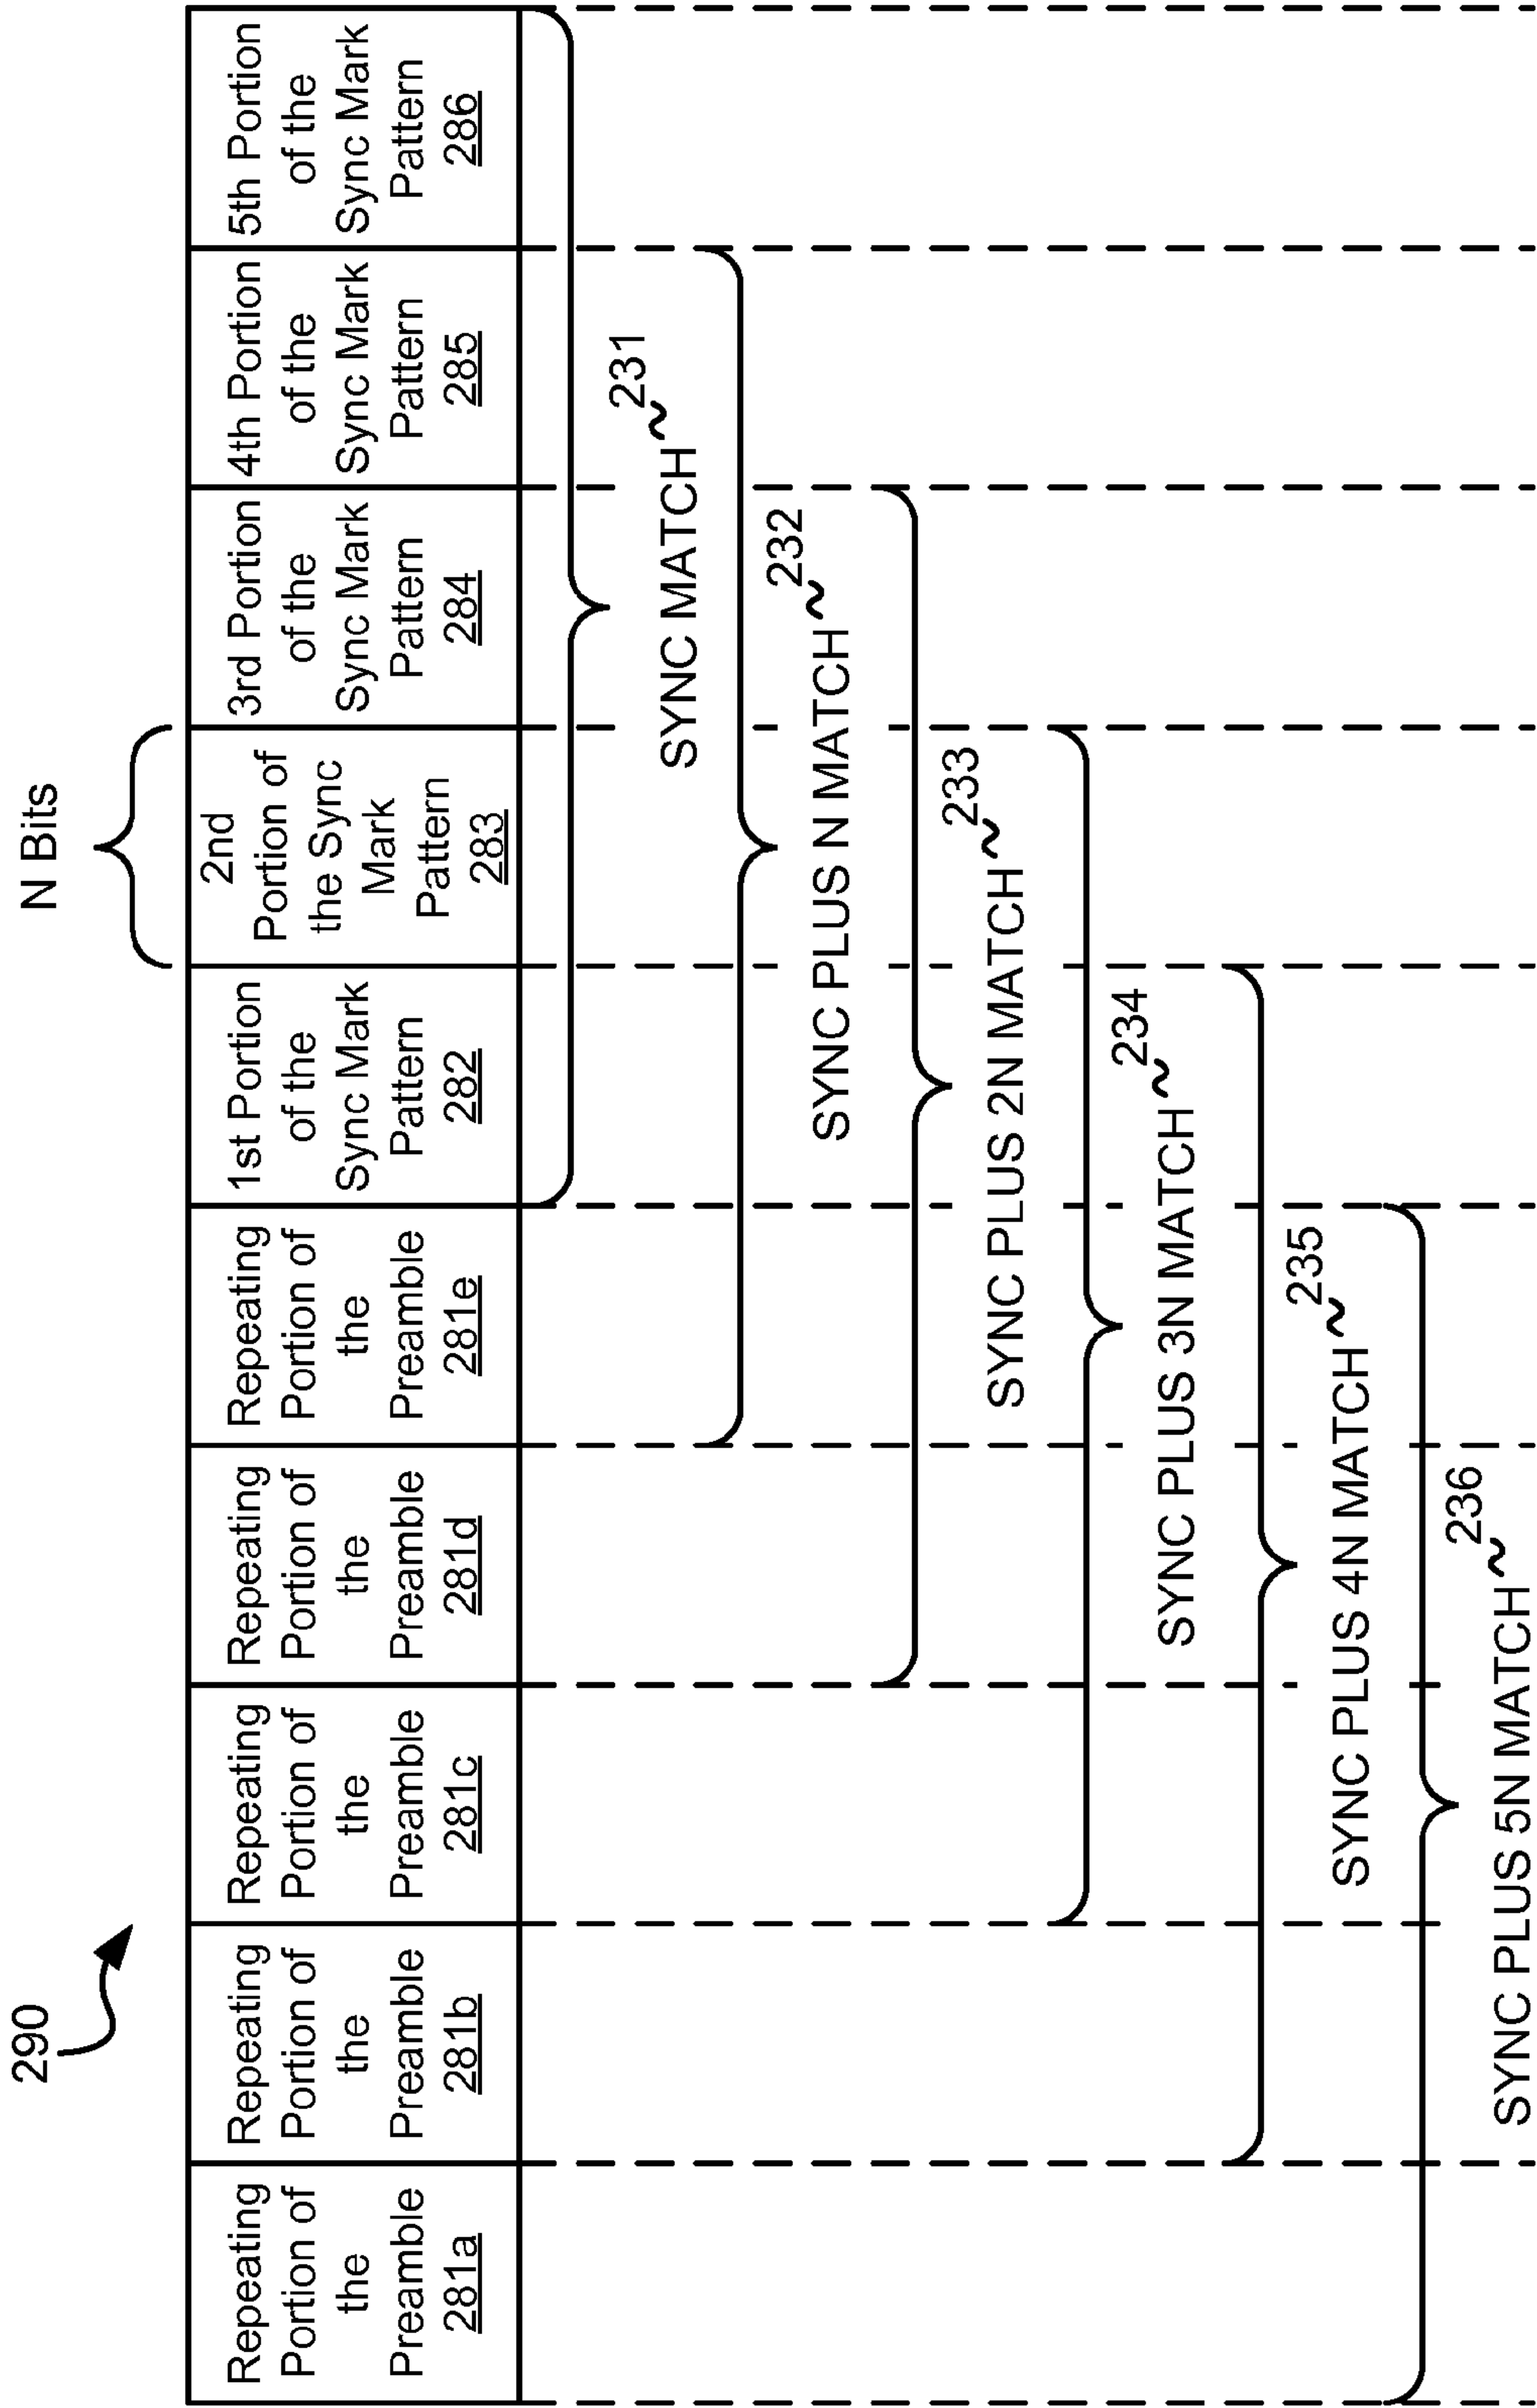 290
N Bits
Repeating
Portion of
the
Preamble
281a
Repeating
Portion of
the
Preamble
281b
Repeating
Portion of
the
Preamble
281c
Repeating
Portion of
the
Preamble
281d
Repeating
Portion of
the
Preamble
281e
1st Portion
of the
Sync Mark
Pattern
282
2nd
Portion of
the Sync
Mark
Pattern
283
3rd Portion
of the
Sync Mark
Pattern
284
4th Portion
of the
Sync Mark
Pattern
285
5th Portion
of the
Sync Mark
Pattern
286
SYNC MATCH 231
SYNC PLUS N MATCH 232
SYNC PLUS 2N MATCH 233
SYNC PLUS 3N MATCH 234
SYNC PLUS 4N MATCH 235
SYNC PLUS 5N MATCH 236